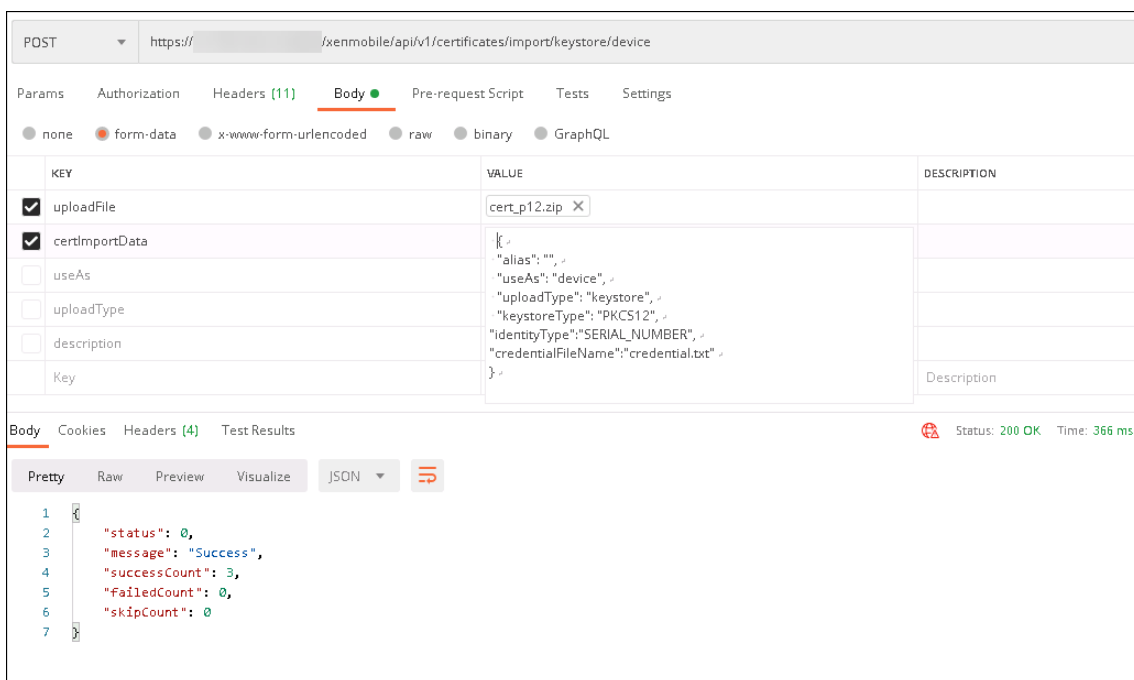 POST https:// /xenmobile/api/v1/certificates/import/keystore/device
Params Authorization Headers (11) Body Pre-request Script Tests Settings
none form-data x-www-form-urlencoded raw binary GraphQL
KEY VALUE DESCRIPTION
uploadFile cert_p12.zip
certImportData
{
"alias": "",
"useAs": "device",
"uploadType": "keystore",
"keystoreType": "PKCS12",
"identityType":"SERIAL_NUMBER",
"credentialFileName":"credential.txt"
}
useAs
uploadType
description
Key Description
Body Cookies Headers (4) Test Results Status: 200 OK Time: 366 ms
Pretty Raw Preview Visualize JSON
1 {
2 "status": 0,
3 "message": "Success",
4 "successCount": 3,
5 "failedCount": 0,
6 "skipCount": 0
7 }